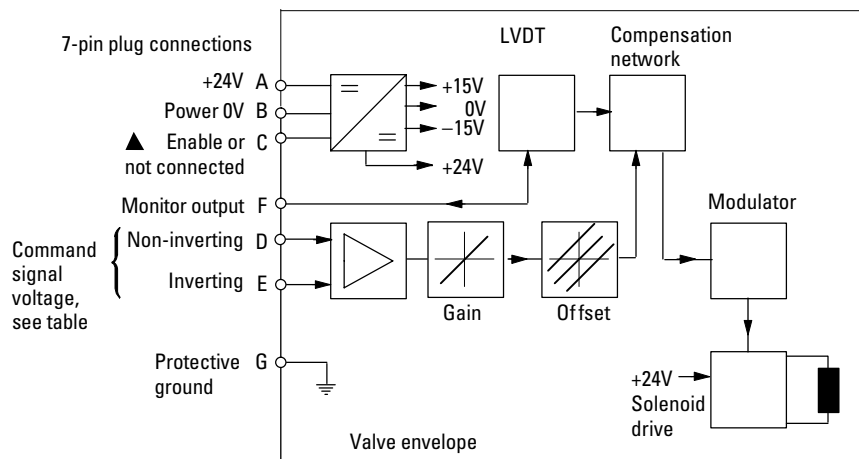 7-pin plug connections
LVDT
Compensation
network
+24V A
+15V
Power 0V B
0V
▲ Enable or C
not connected
−15V
+24V
Monitor output F
Modulator
Command
signal
voltage,
see table
Non-inverting D
Inverting E
Gain
Offset
Protective G
ground
+24V
Solenoid
drive
Valve envelope